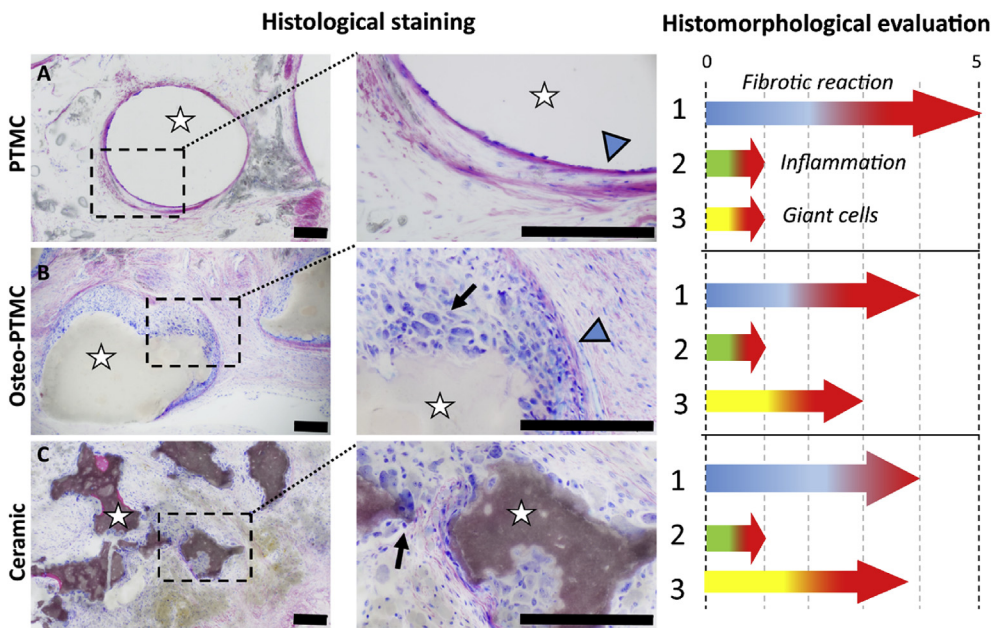 Histological staining
Histomorphological evaluation
A
PTMC
0 5
Fibrotic reaction
1
2
Inflammation
3
Giant cells
B
Osteo-PTMC
1
2
3
C
Ceramic
1
2
3